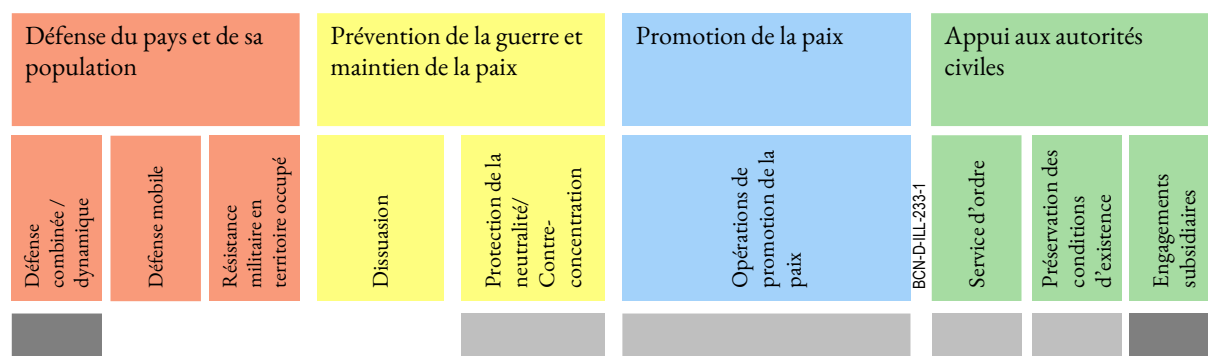 Défense du pays et de sa
population
Prévention de la guerre et
maintien de la paix
Promotion de la paix
Appui aux autorités
civiles
Défense
combinée /
dynamique
Défense mobile
Résistance
militaire en
territoire occupé
Dissuasion
Protection de la
neutralité/
Contre-
concentration
Opérations de
promotion de la
paix
BCN-D-ILL-233-1
Service d'ordre
Préservation des
conditions
d'existence
Engagements
subsidiaires